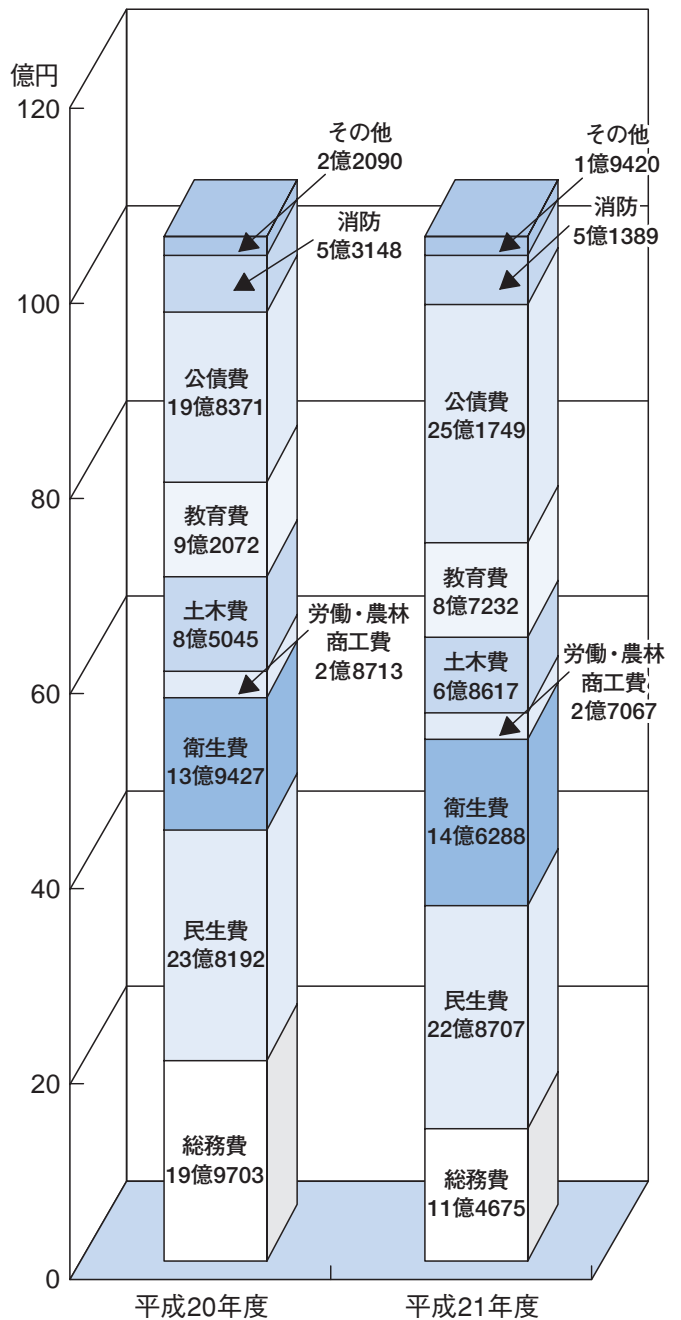 億円
120
100
80
60
40
20
0
その他
2億2090
消防
5億3148
公債費
19億8371
教育費
9億2072
土木費
8億5045
労働・農林
商工費
2億8713
衛生費
13億9427
民生費
23億8192
総務費
19億9703
平成20年度
その他
1億9420
消防
5億1389
公債費
25億1749
教育費
8億7232
土木費
6億8617
労働・農林
商工費
2億7067
衛生費
14億6288
民生費
22億8707
総務費
11億4675
平成21年度